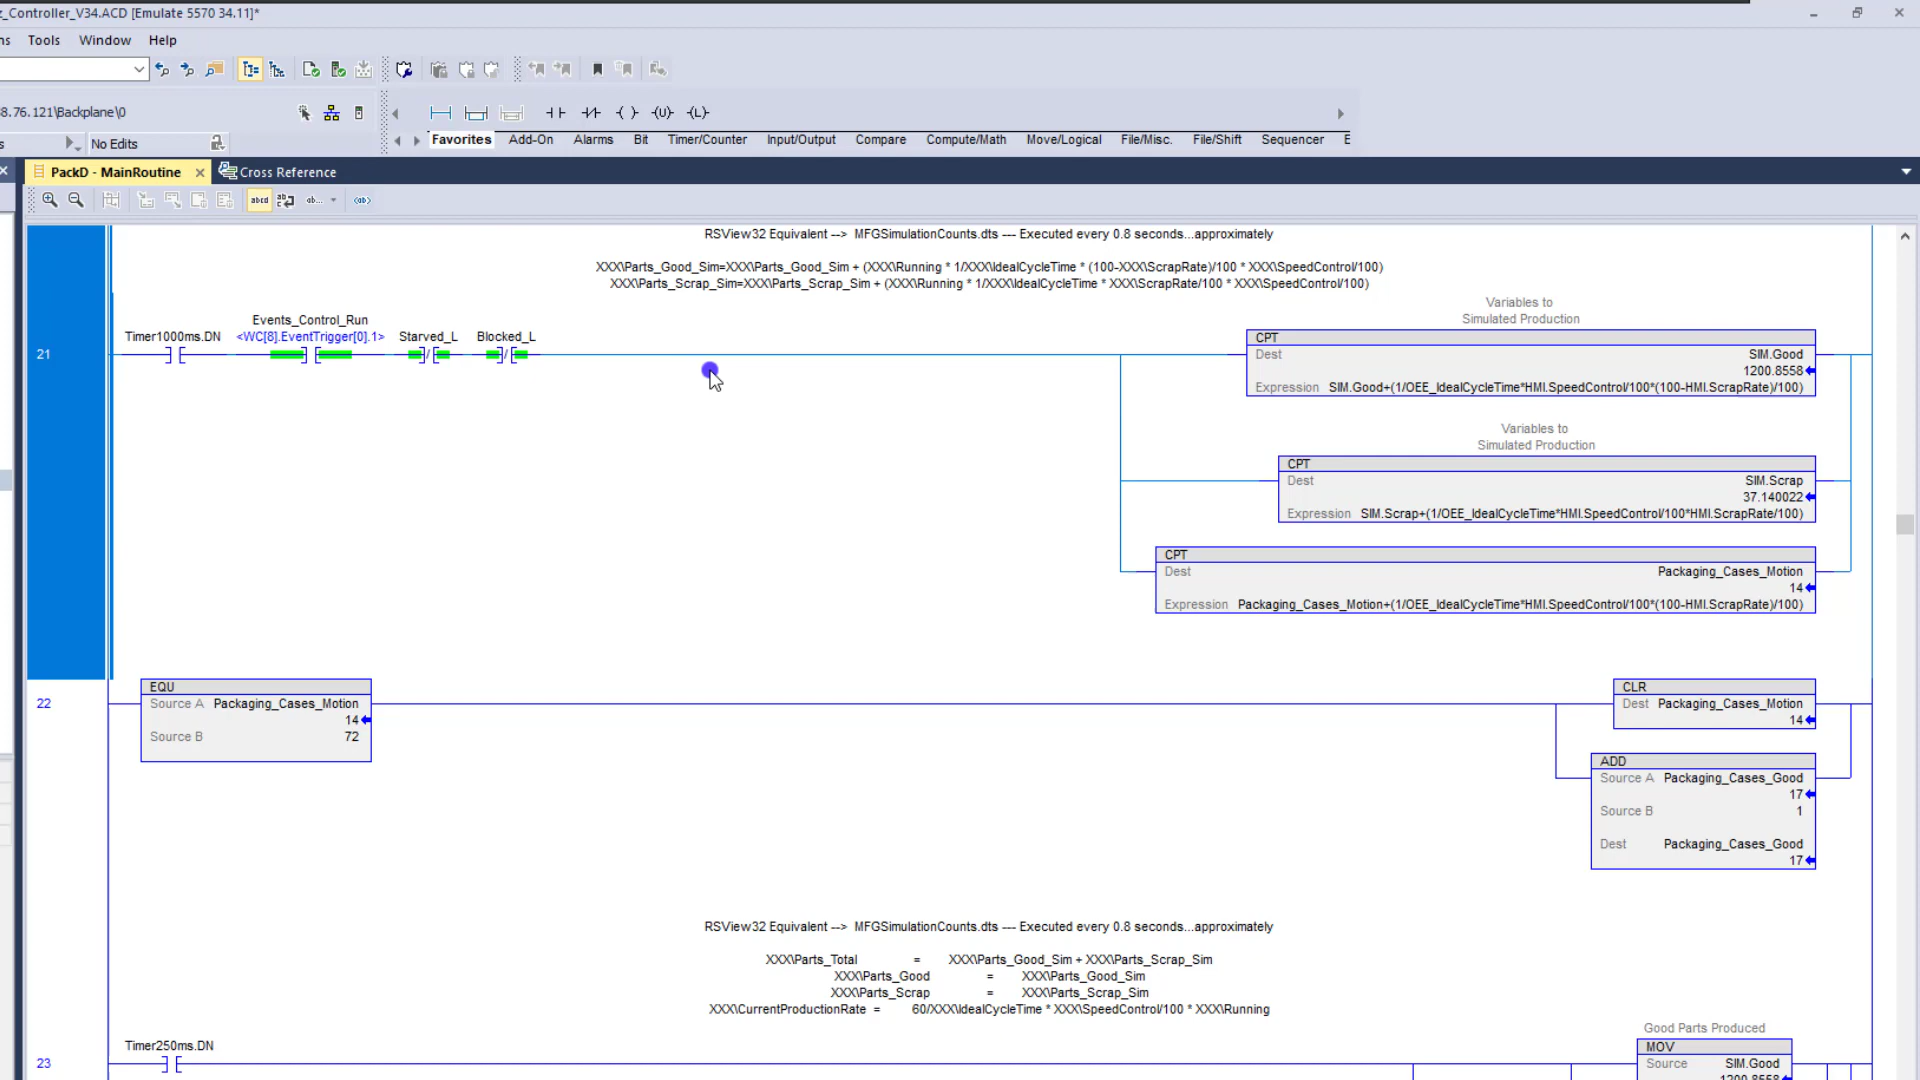 z_Controller_V34.ACD [Emulate 5570 34.11]*
ns Tools Window Help
8.76.121\Backplane\0
s No Edits
Favorites Add-On Alarms Bit Timer/Counter Input/Output Compare Compute/Math Move/Logical File/Misc. File/Shift Sequencer E
PackD - MainRoutine
Cross Reference
RSView32 Equivalent --> MFGSimulationCounts.dts --- Executed every 0.8 seconds...approximately
XXX\Parts_Good_Sim=XXX\Parts_Good_Sim + (XXX\Running * 1/XXX\IdealCycleTime * (100-XXX\ScrapRate)/100 * XXX\SpeedControl/100)
XXX\Parts_Scrap_Sim=XXX\Parts_Scrap_Sim + (XXX\Running * 1/XXX\IdealCycleTime * XXX\ScrapRate/100 * XXX\SpeedControl/100)
21
Timer1000ms.DN
Events_Control_Run
<WC[8].EventTrigger[0].1>
Starved_L
Blocked_L
Variables to
Simulated Production
CPT
Dest SIM.Good
1200.8558
Expression SIM.Good+(1/OEE_IdealCycleTime*HMI.SpeedControl/100*(100-HMI.ScrapRate)/100)
Variables to
Simulated Production
CPT
Dest SIM.Scrap
37.140022
Expression SIM.Scrap+(1/OEE_IdealCycleTime*HMI.SpeedControl/100*HMI.ScrapRate/100)
CPT
Dest Packaging_Cases_Motion
14
Expression Packaging_Cases_Motion+(1/OEE_IdealCycleTime*HMI.SpeedControl/100*(100-HMI.ScrapRate)/100)
22
EQU
Source A Packaging_Cases_Motion
14
Source B 72
CLR
Dest Packaging_Cases_Motion
14
ADD
Source A Packaging_Cases_Good
17
Source B 1
Dest Packaging_Cases_Good
17
RSView32 Equivalent --> MFGSimulationCounts.dts --- Executed every 0.8 seconds...approximately
XXX\Parts_Total = XXX\Parts_Good_Sim + XXX\Parts_Scrap_Sim
XXX\Parts_Good = XXX\Parts_Good_Sim
XXX\Parts_Scrap = XXX\Parts_Scrap_Sim
XXX\CurrentProductionRate = 60/XXX\IdealCycleTime * XXX\SpeedControl/100 * XXX\Running
23
Timer250ms.DN
Good Parts Produced
MOV
Source SIM.Good
1200.8558